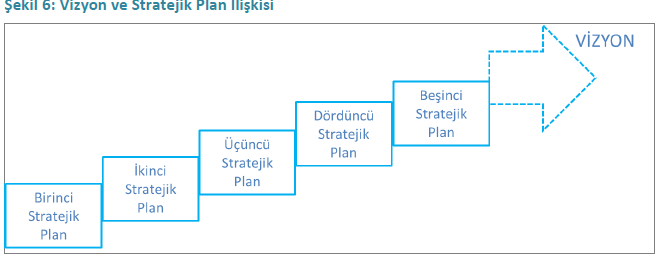 Şekil 6: Vizyon ve Stratejik Plan İlişkisi
VİZYON
Beşinci
Stratejik
Plan
Dördüncü
Stratejik
Plan
Üçüncü
Stratejik
Plan
İkinci
Stratejik
Plan
Birinci
Stratejik
Plan